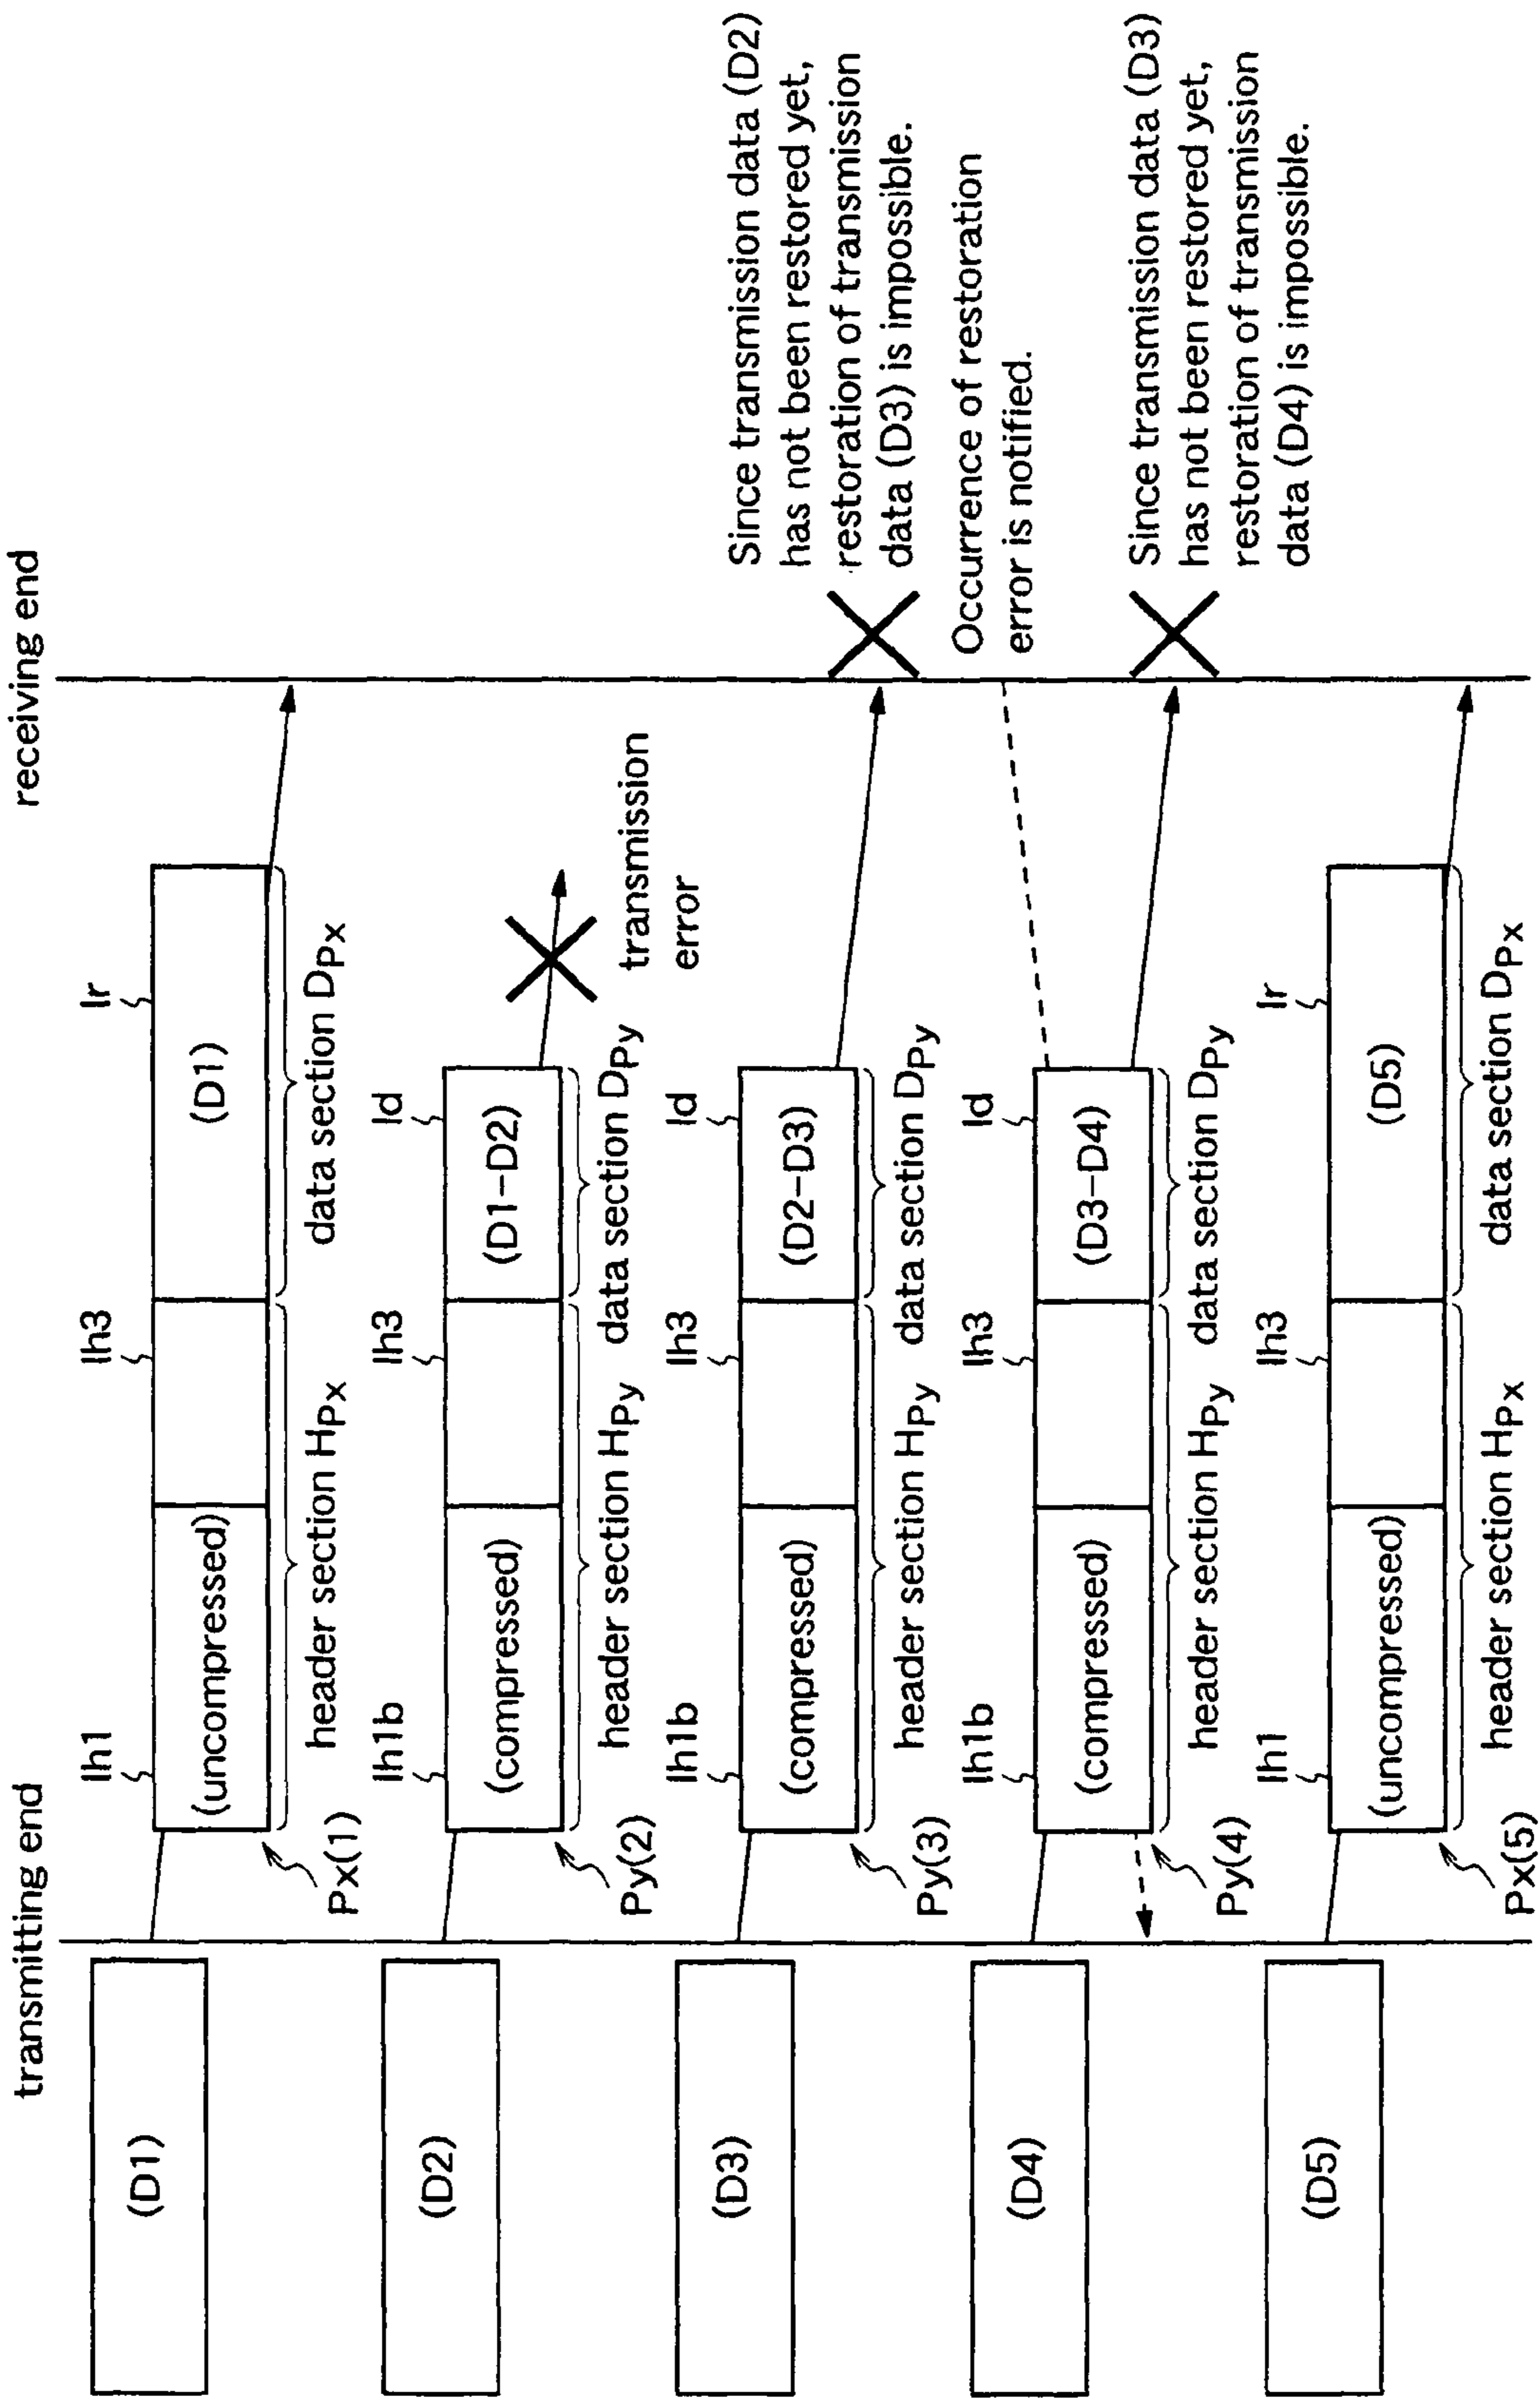 transmitting end
receiving end
(D1)
Ih1
Ih3
Ir
(uncompressed)
(D1)
Px(1)
header section HPx
data section DPx
(D2)
Ih1b
Ih3
Id
(compressed)
(D1-D2)
Py(2)
header section HPy
data section DPy
transmission
error
(D3)
Ih1b
Ih3
Id
(compressed)
(D2-D3)
Py(3)
header section HPy
data section DPy
Since transmission data (D2)
has not been restored yet,
restoration of transmission
data (D3) is impossible.
Occurrence of restoration
error is notified.
(D4)
Ih1b
Ih3
Id
(compressed)
(D3-D4)
Py(4)
header section HPy
data section DPy
Since transmission data (D3)
has not been restored yet,
restoration of transmission
data (D4) is impossible.
(D5)
Ih1
Ih3
Ir
(uncompressed)
(D5)
Px(5)
header section HPx
data section DPx